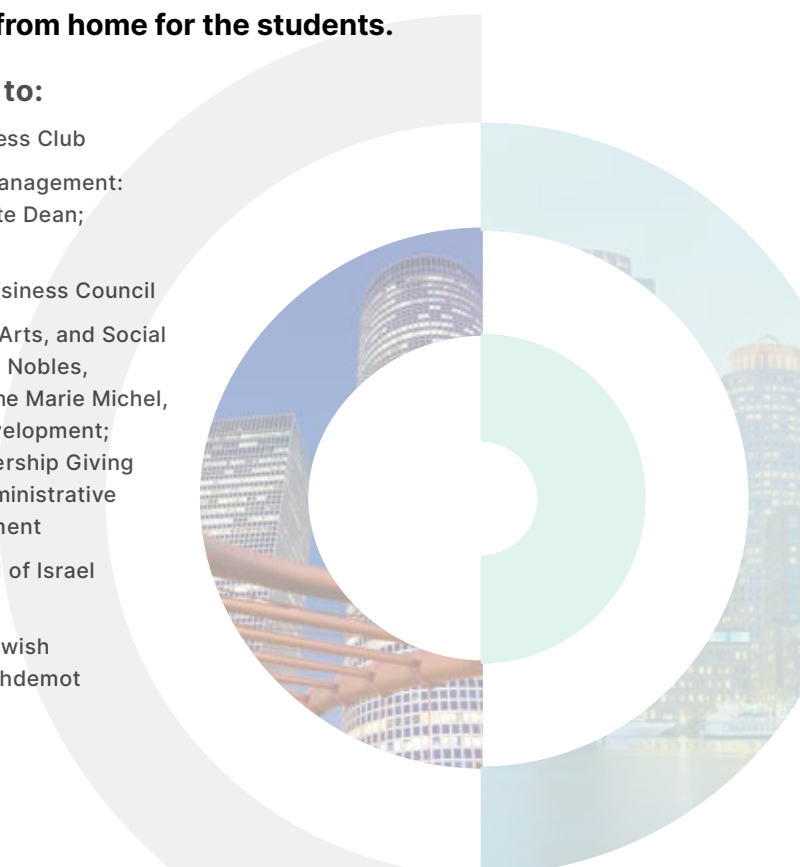 from home for the students.
to:
ess Club
anagement:
te Dean;
siness Council
Arts, and Social
Nobles,
ne Marie Michel,
velopment;
ership Giving
ministrative
ment
of Israel
wish
hdemot